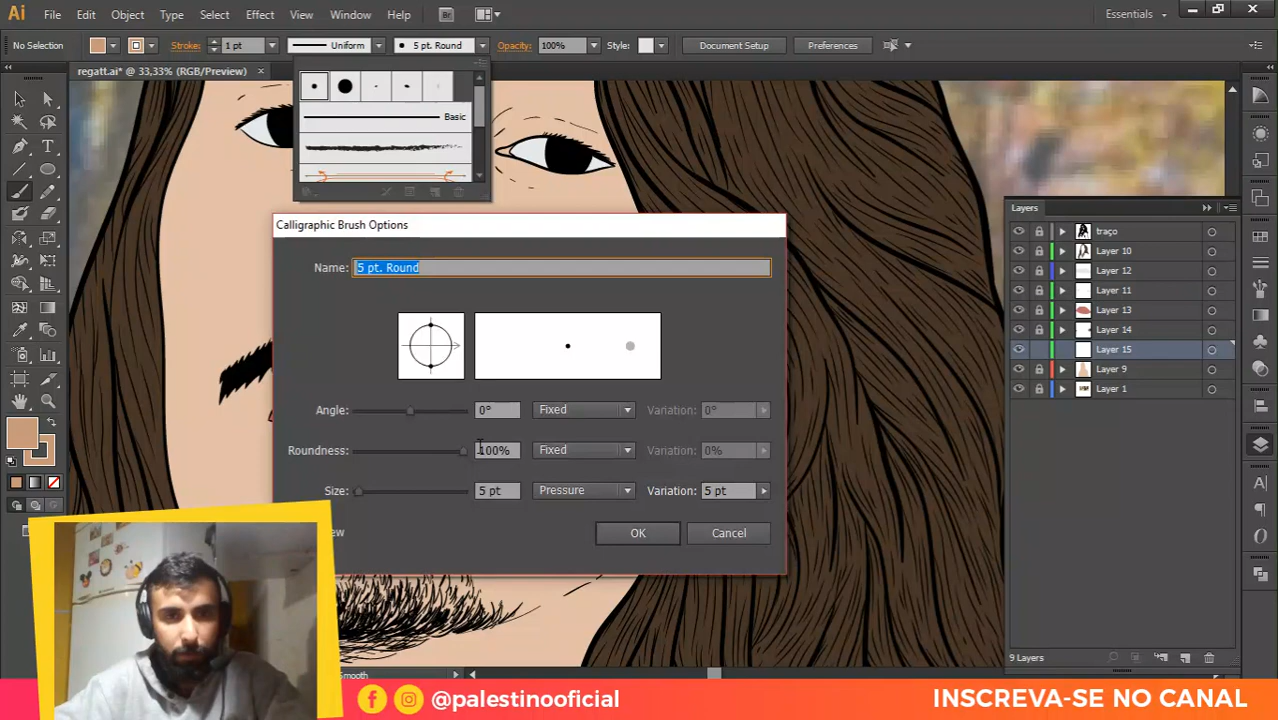 Ai File Edit Object Type Select Effect View Window Help Br Essentials
No Selection Stroke: 1 pt Uniform 5 pt. Round Opacity: 100% Style: Document Setup Preferences
regatt.ai* @ 33,33% (RGB/Preview)
Basic
Calligraphic Brush Options
Name: 5 pt. Round
Angle: 0° Fixed Variation: 0°
Roundness: 100% Fixed Variation: 0%
Size: 5 pt Pressure Variation: 5 pt
OK Cancel
Layers
traço
Layer 10
Layer 12
Layer 11
Layer 13
Layer 14
Layer 15
Layer 9
Layer 1
9 Layers
@palestinooficial
INSCREVA-SE NO CANAL